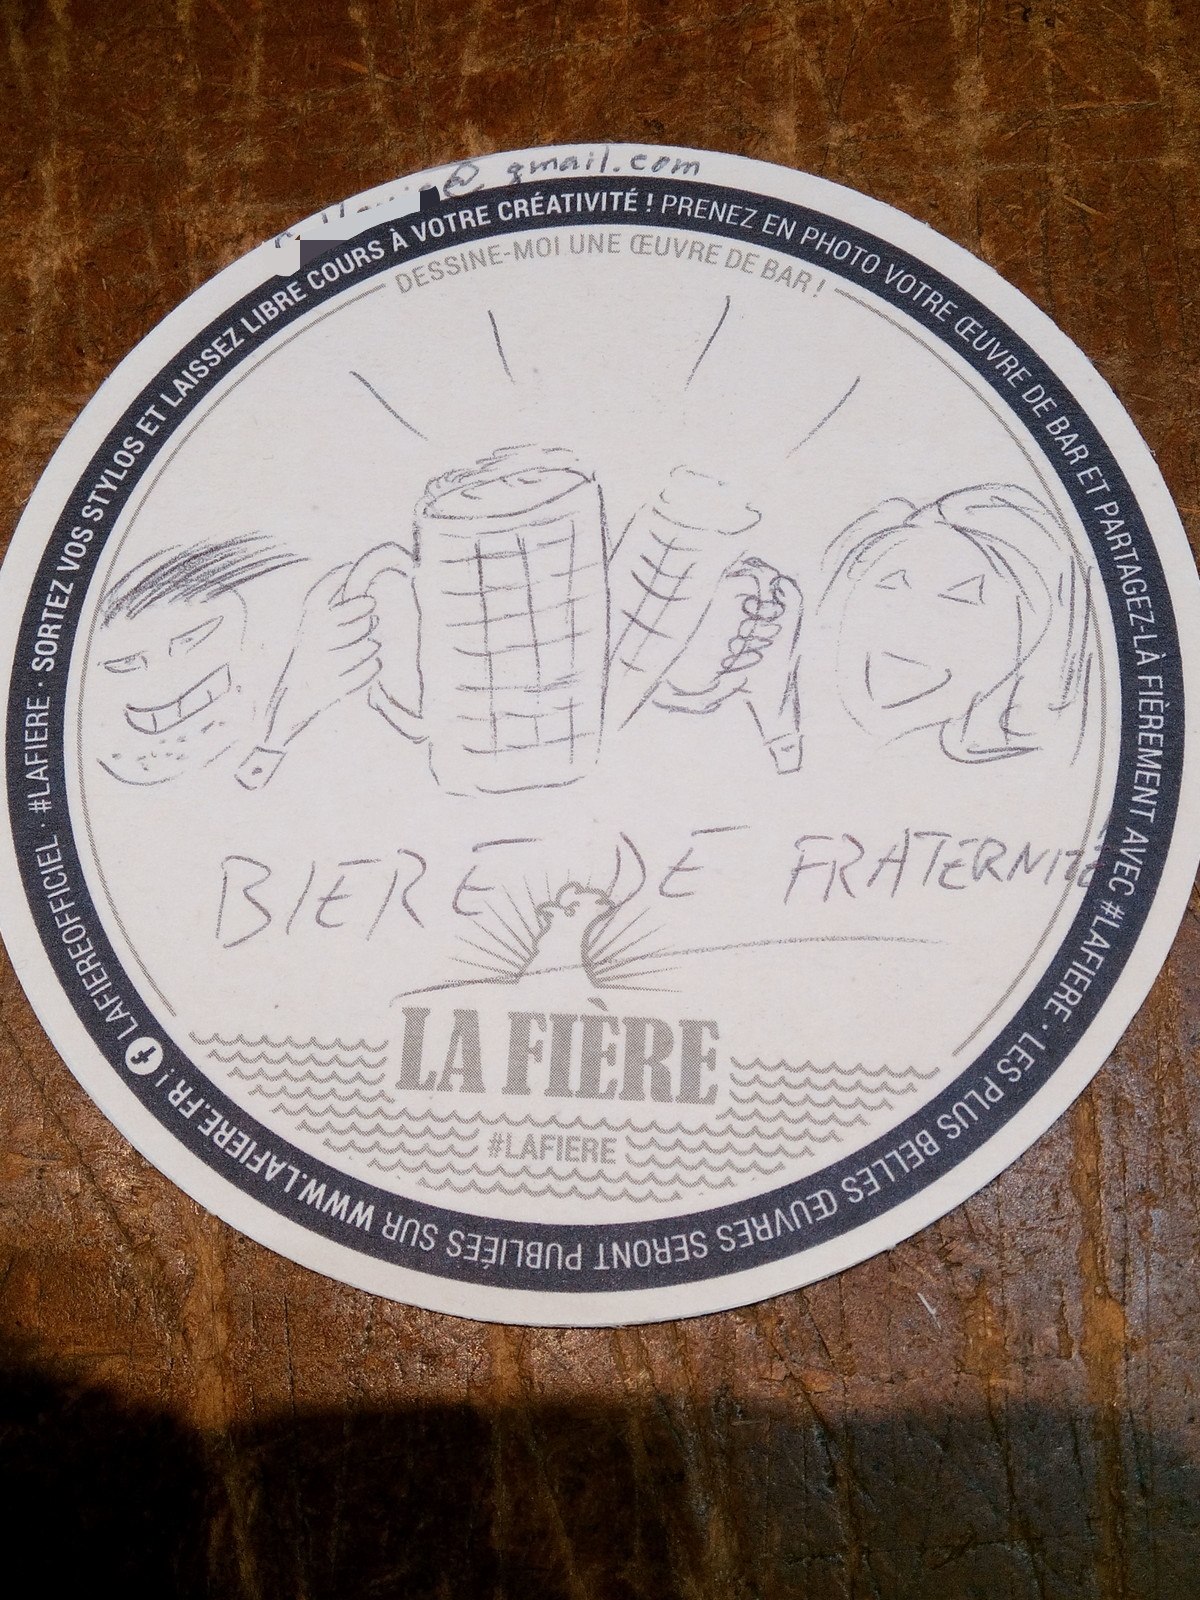 @gmail.com
SORTEZ VOS STYLOS ET LAISSEZ LIBRE COURS À VOTRE CRÉATIVITÉ ! PRENEZ EN PHOTO VOTRE ŒUVRE DE BAR ET PARTAGEZ-LÀ FIÈREMENT AVEC #LAFIERE · LES PLUS BELLES ŒUVRES SERONT PUBLIÉES SUR WWW.LAFIERE.FR ! LAFIEREOFFICIEL · #LAFIERE ·
DESSINE-MOI UNE ŒUVRE DE BAR !
BIERE DE FRATERNITÉ
LA FIÈRE
#LAFIERE